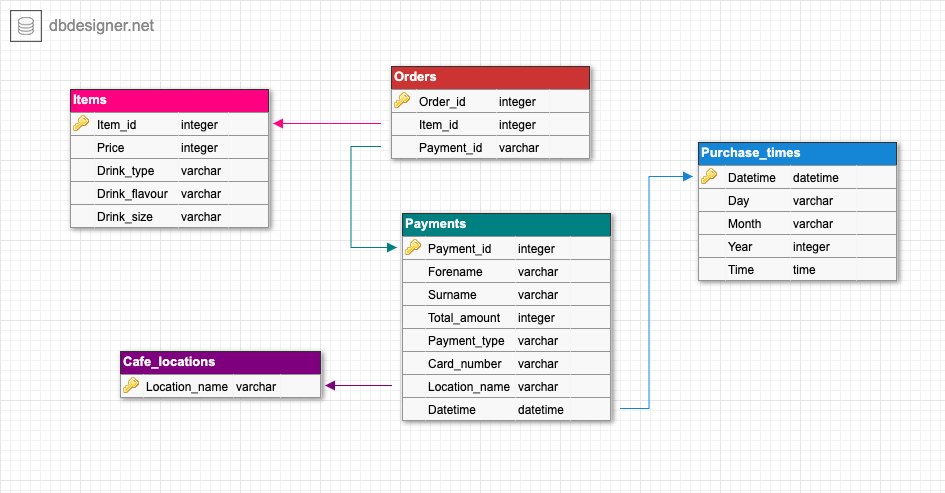 dbdesigner.net
Items
Item_id integer
Price integer
Drink_type varchar
Drink_flavour varchar
Drink_size varchar
Orders
Order_id integer
Item_id integer
Payment_id varchar
Purchase_times
Datetime datetime
Day varchar
Month varchar
Year integer
Time time
Payments
Payment_id integer
Forename varchar
Surname varchar
Total_amount integer
Payment_type varchar
Card_number varchar
Location_name varchar
Datetime datetime
Cafe_locations
Location_name varchar